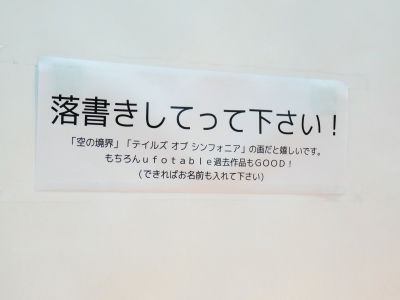 落書きしてって下さい！
「空の境界」「テイルズ オブ シンフォニア」の画だと嬉しいです。
もちろんｕｆｏｔａｂｌｅ過去作品もＧＯＯＤ！
（できればお名前も入れて下さい）